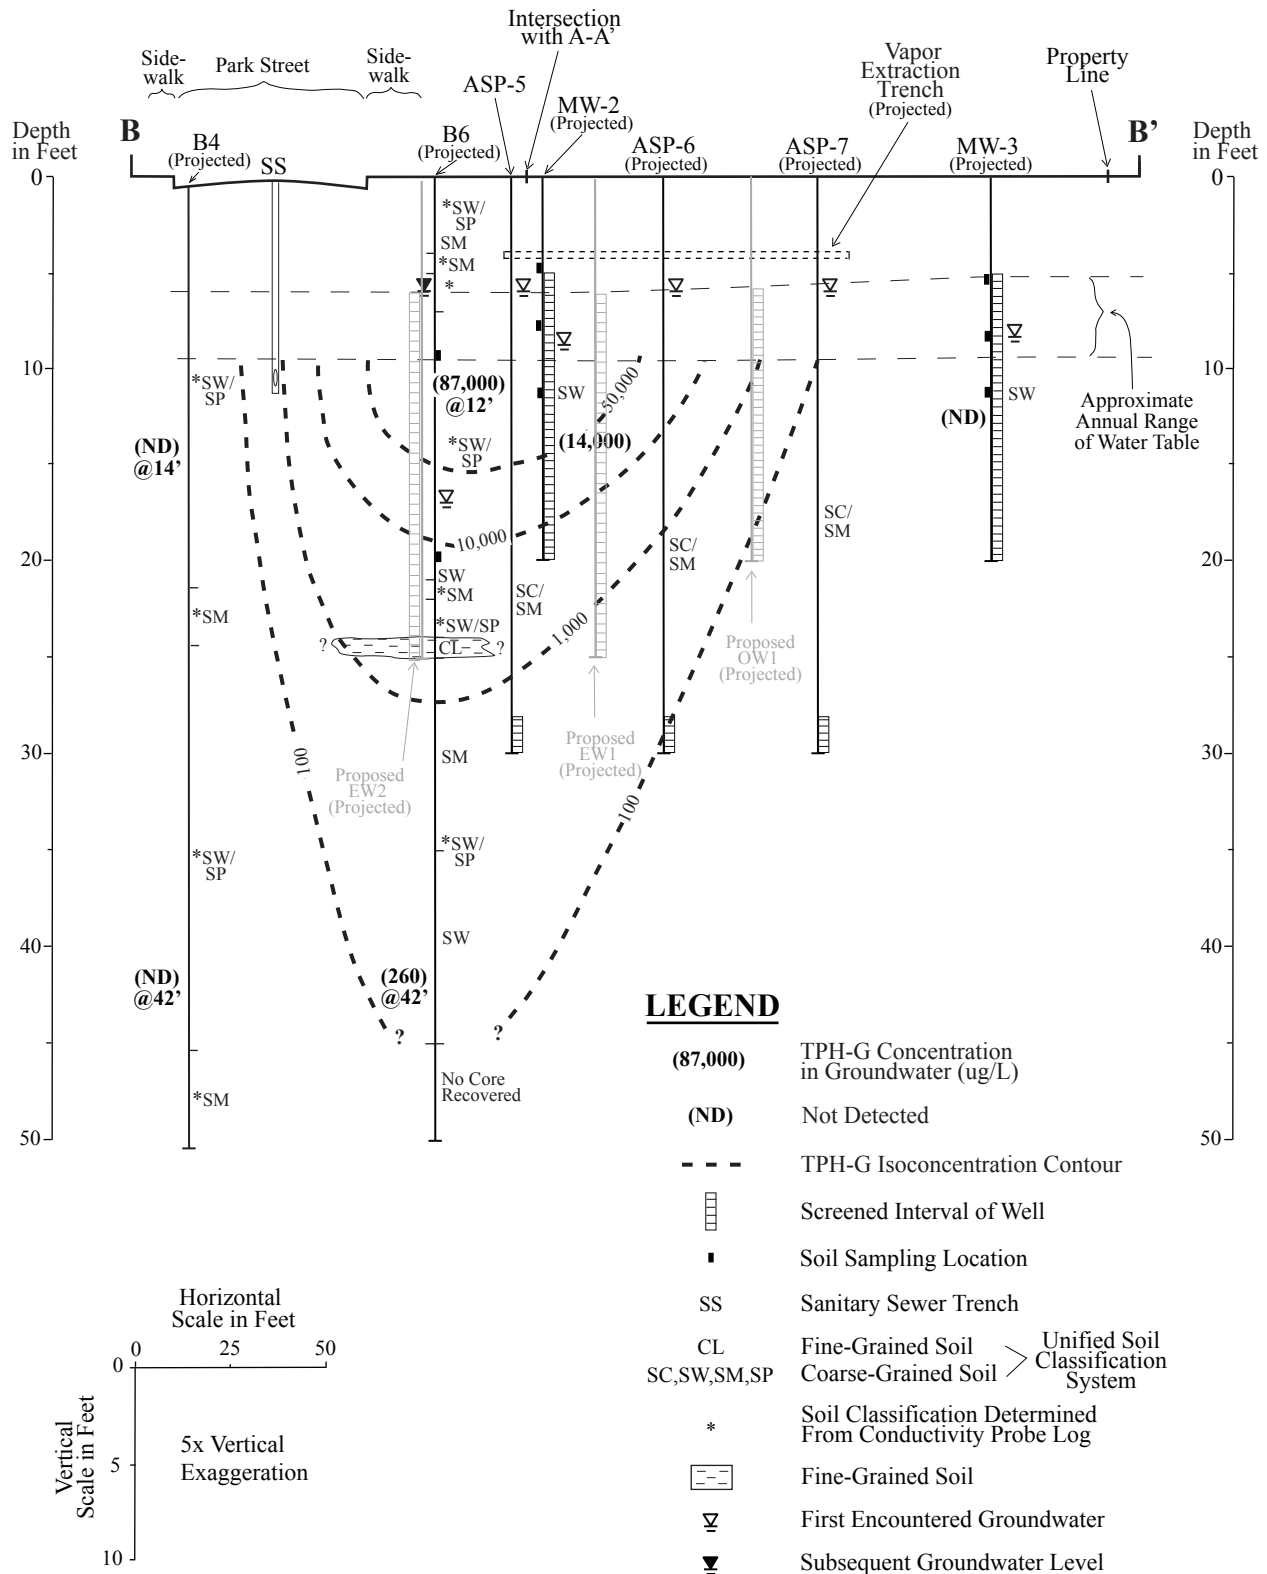 Intersection
with A-A'
Side-
walk
Park Street
Side-
walk
ASP-5
MW-2
(Projected)
Vapor
Extraction
Trench
(Projected)
Property
Line
Depth
in Feet
B
B4
(Projected)
SS
B6
(Projected)
ASP-6
(Projected)
ASP-7
(Projected)
MW-3
(Projected)
B'
Depth
in Feet
0
10
20
30
40
50
0
10
20
30
40
50
*SW/
SP
(ND)
@14'
*SM
*SW/
SP
(ND)
@42'
*SM
*SW/
SP
SM
*SM
*
(87,000)
@12'
*SW/
SP
SW
*SM
*SW/SP
CL
?
?
SM
*SW/
SP
SW
(260)
@42'
?
?
No Core
Recovered
SW
(14,000)
50,000
10,000
1,000
100
100
SC/
SM
SC/
SM
SC/
SM
SW
(ND)
Approximate
Annual Range
of Water Table
Proposed
EW2
(Projected)
Proposed
EW1
(Projected)
Proposed
OW1
(Projected)
LEGEND
(87,000) TPH-G Concentration
in Groundwater (ug/L)
(ND) Not Detected
TPH-G Isoconcentration Contour
Screened Interval of Well
Soil Sampling Location
SS Sanitary Sewer Trench
CL Fine-Grained Soil
SC,SW,SM,SP Coarse-Grained Soil
Unified Soil
Classification
System
* Soil Classification Determined
From Conductivity Probe Log
Fine-Grained Soil
First Encountered Groundwater
Subsequent Groundwater Level
Horizontal
Scale in Feet
0 25 50
0
5
10
Vertical
Scale in Feet
5x Vertical
Exaggeration